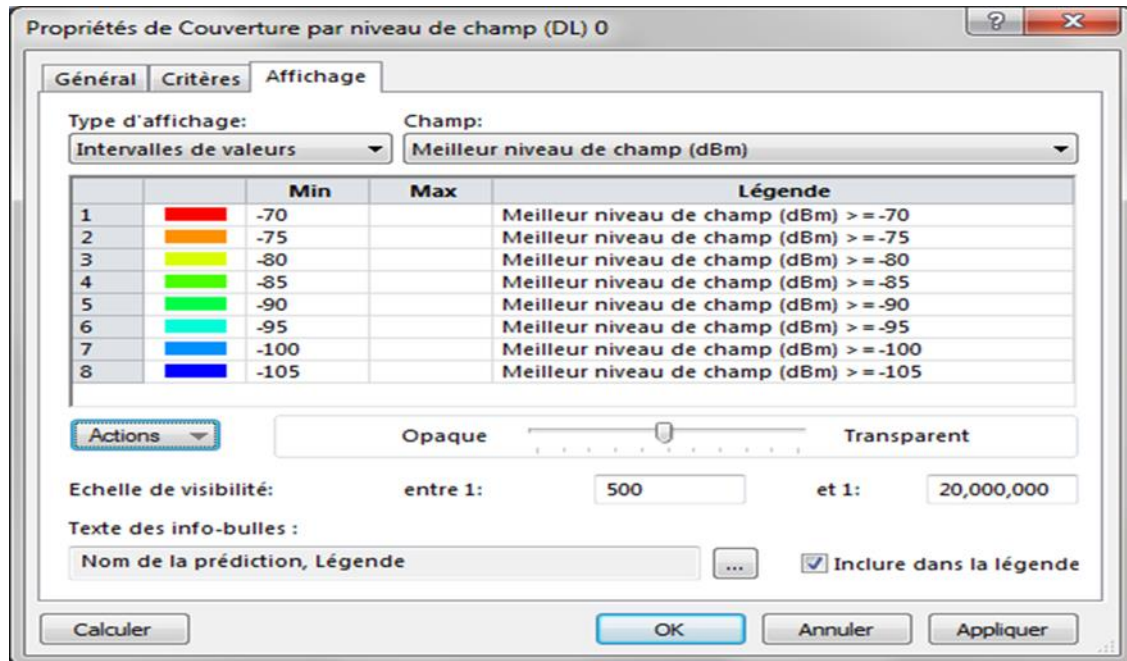 Propriétés de Couverture par niveau de champ (DL) 0
Général Critères Affichage
Type d'affichage: Champ:
Intervalles de valeurs Meilleur niveau de champ (dBm)
Min Max Légende
1 -70 Meilleur niveau de champ (dBm) >=-70
2 -75 Meilleur niveau de champ (dBm) >=-75
3 -80 Meilleur niveau de champ (dBm) >=-80
4 -85 Meilleur niveau de champ (dBm) >=-85
5 -90 Meilleur niveau de champ (dBm) >=-90
6 -95 Meilleur niveau de champ (dBm) >=-95
7 -100 Meilleur niveau de champ (dBm) >=-100
8 -105 Meilleur niveau de champ (dBm) >=-105
Actions Opaque Transparent
Echelle de visibilité: entre 1: 500 et 1: 20,000,000
Texte des info-bulles :
Nom de la prédiction, Légende ... Inclure dans la légende
Calculer OK Annuler Appliquer